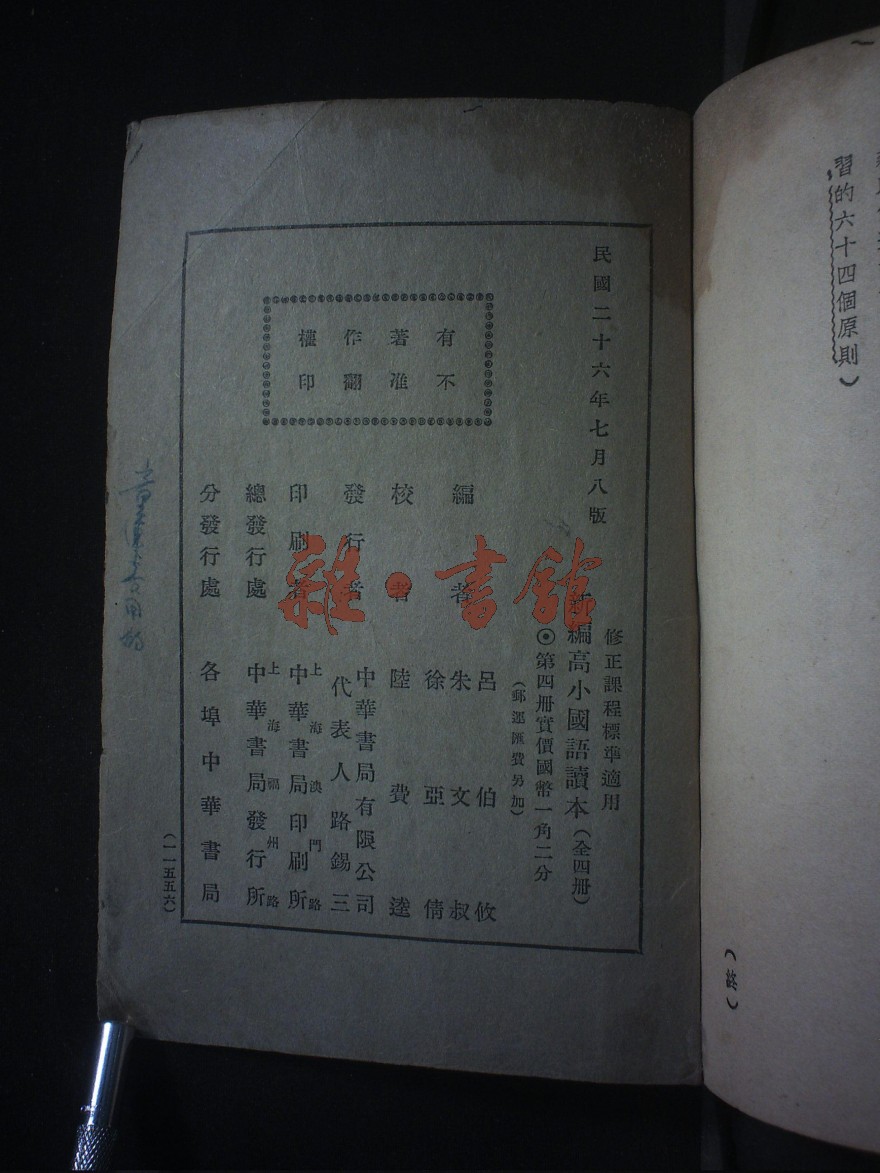 習的六十四個原則)
(終)
民國二十六年七月八版
修正課程標準適用
新編高小國語讀本(全四冊)
◎第四冊實價國幣一角二分
(郵運匯費另加)
有不
著准
作翻
權印
編者
呂伯攸
朱文叔
徐亞倩
校者
陸費逵
發行者
中華書局有限公司
代表人路錫三
印刷者
上海澳門路
中華書局印刷所
總發行處
上海福州路
中華書局發行所
分發行處
各埠中華書局
(一一五五六)
雜·書館